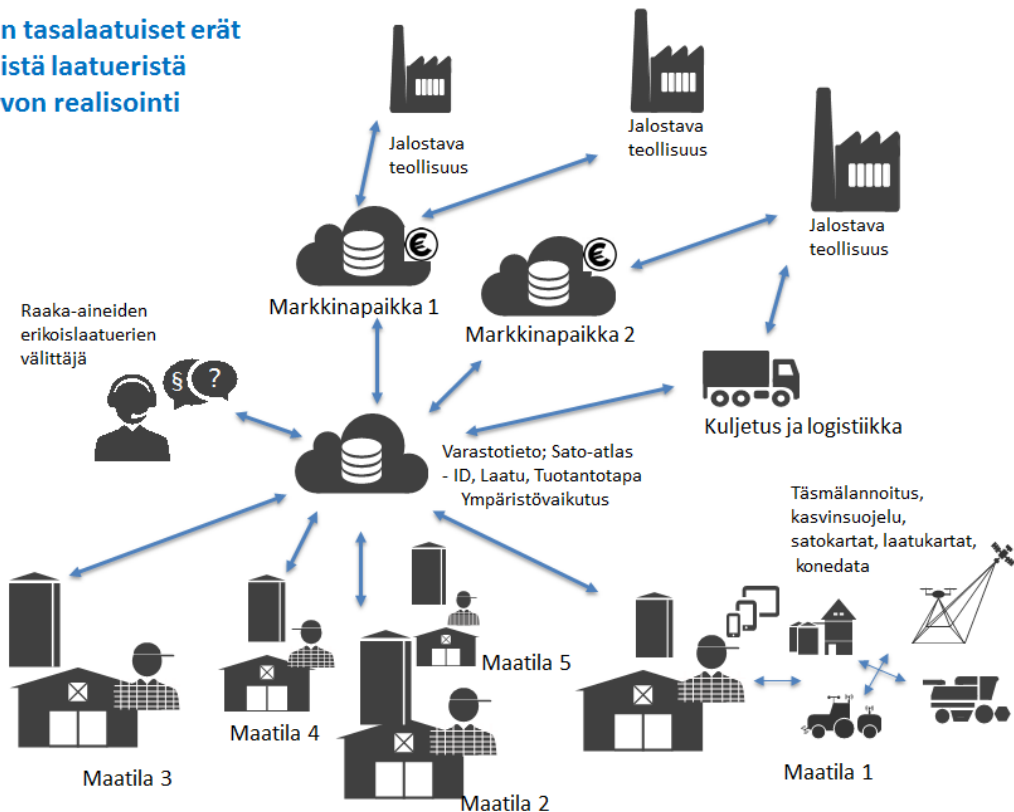 n tasalaatuiset erät
istä laatueristä
von realisointi
Jalostava
teollisuus
Jalostava
teollisuus
Jalostava
teollisuus
€
€
Markkinapaikka 1
Markkinapaikka 2
Raaka-aineiden
erikoislaatuerien
välittäjä
§ ?
Kuljetus ja logistiikka
Varastotieto; Sato-atlas
- ID, Laatu, Tuotantotapa
Ympäristövaikutus
Täsmälannoitus,
kasvinsuojelu,
satokartat, laatukartat,
konedata
Maatila 5
Maatila 4
Maatila 3
Maatila 1
Maatila 2